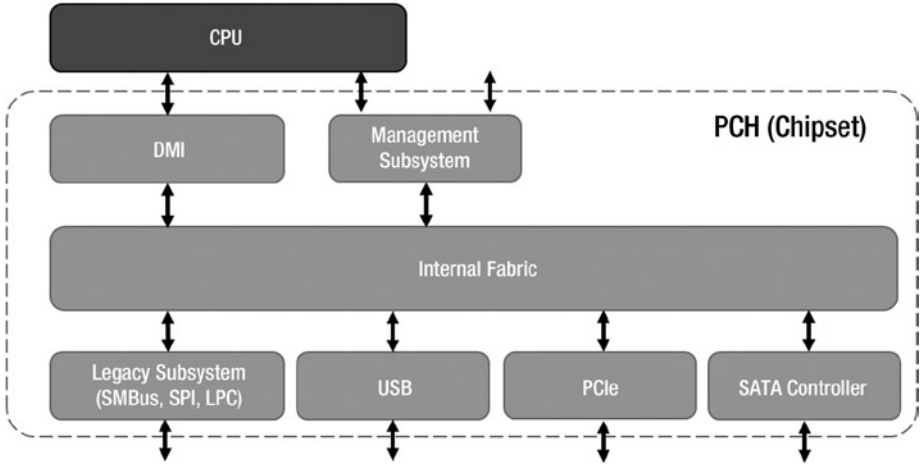 CPU
PCH (Chipset)
DMI
Management
Subsystem
Internal Fabric
Legacy Subsystem
(SMBus, SPI, LPC)
USB
PCIe
SATA Controller